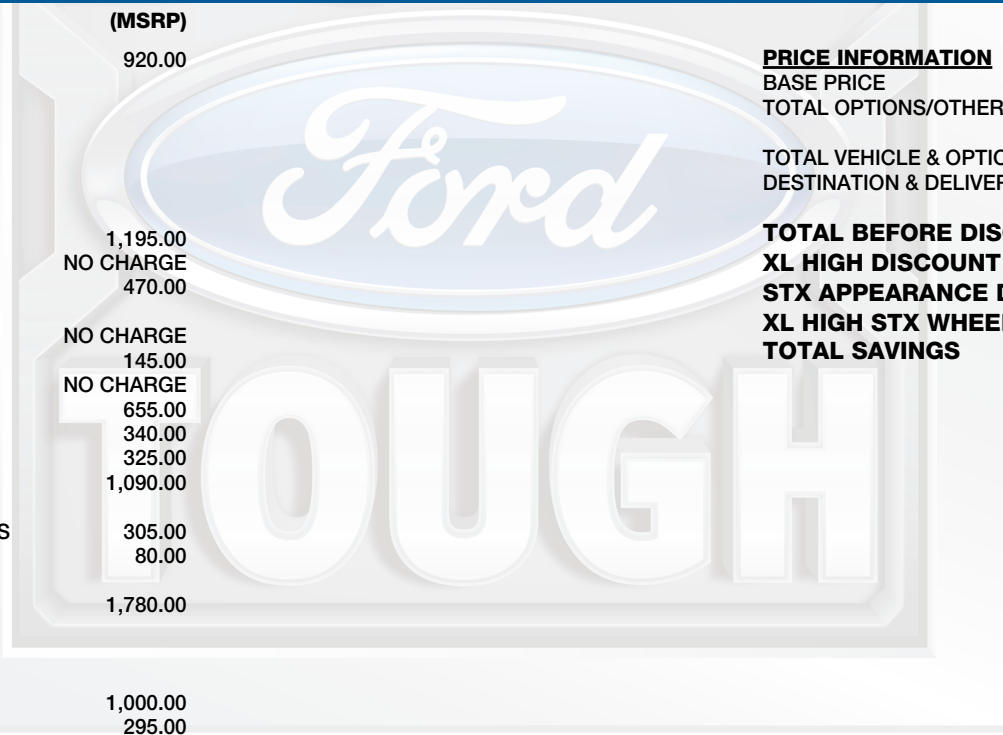 (MSRP)
920.00
1,195.00
NO CHARGE
470.00
NO CHARGE
145.00
NO CHARGE
655.00
340.00
325.00
1,090.00
S 305.00
80.00
1,780.00
1,000.00
295.00
PRICE INFORMATION
BASE PRICE
TOTAL OPTIONS/OTHER
TOTAL VEHICLE & OPTIO
DESTINATION & DELIVER
TOTAL BEFORE DISC
XL HIGH DISCOUNT
STX APPEARANCE D
XL HIGH STX WHEEL
TOTAL SAVINGS
Ford
TOUGH